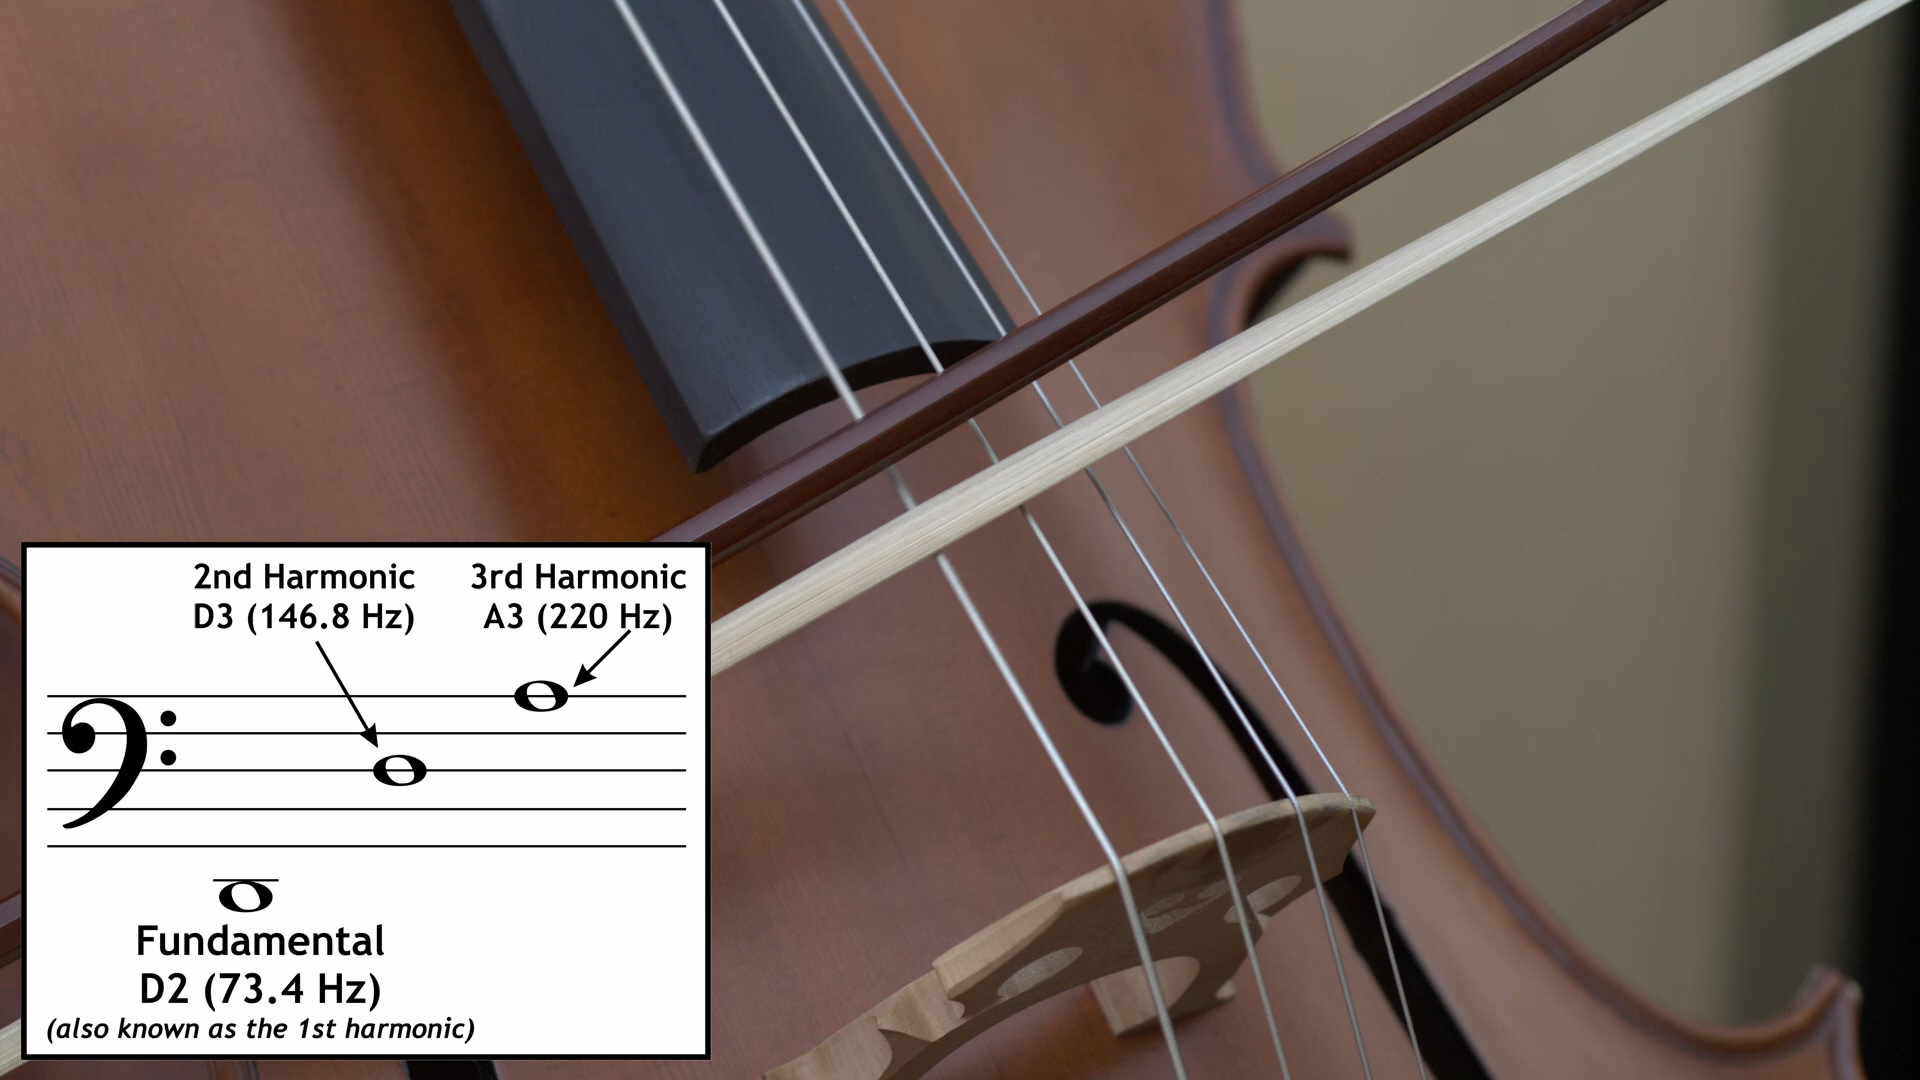 2nd Harmonic
D3 (146.8 Hz)
3rd Harmonic
A3 (220 Hz)
Fundamental
D2 (73.4 Hz)
(also known as the 1st harmonic)